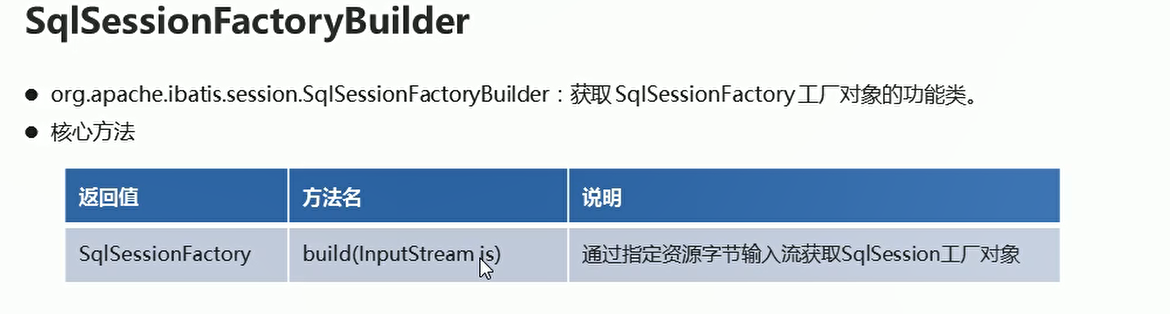 SqlSessionFactoryBuilder
● org.apache.ibatis.session.SqlSessionFactoryBuilder：获取 SqlSessionFactory 工厂对象的功能类。
● 核心方法
返回值 方法名 说明
SqlSessionFactory build(InputStream is) 通过指定资源字节输入流获取SqlSession工厂对象